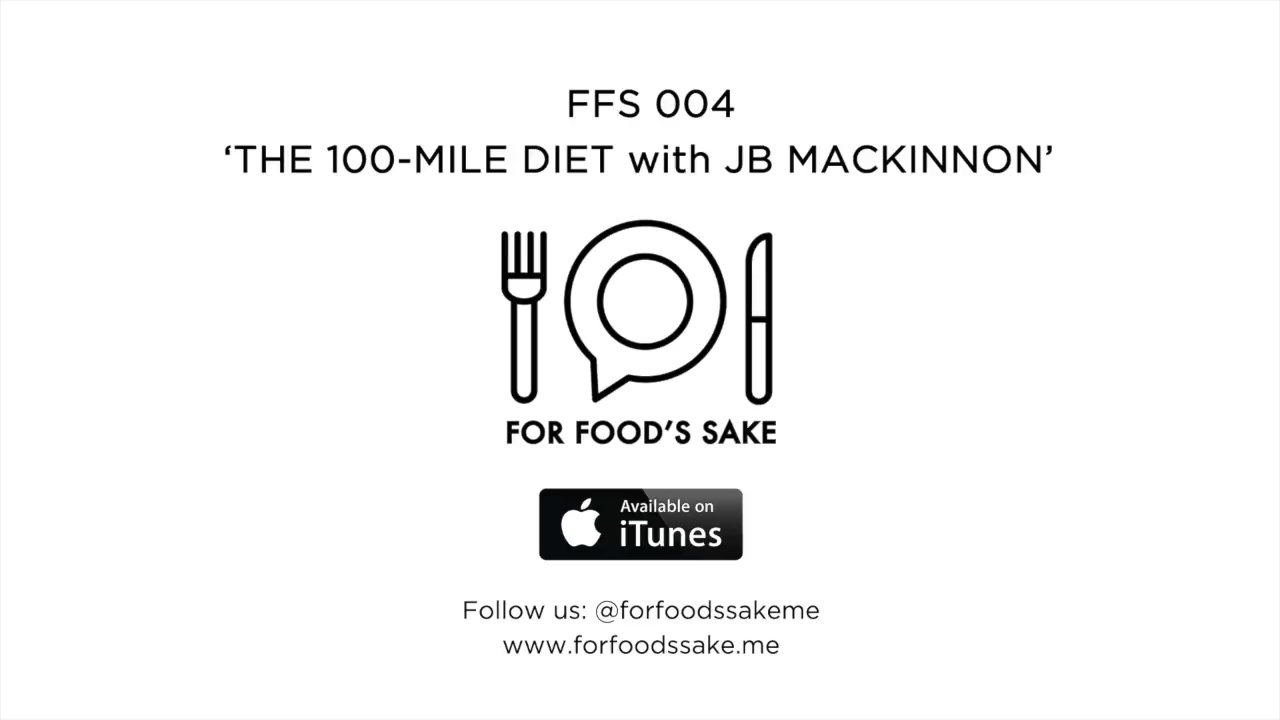 FFS 004
‘THE 100-MILE DIET with JB MACKINNON’
FOR FOOD’S SAKE
Available on
iTunes
Follow us: @forfoodssakeme
www.forfoodssake.me